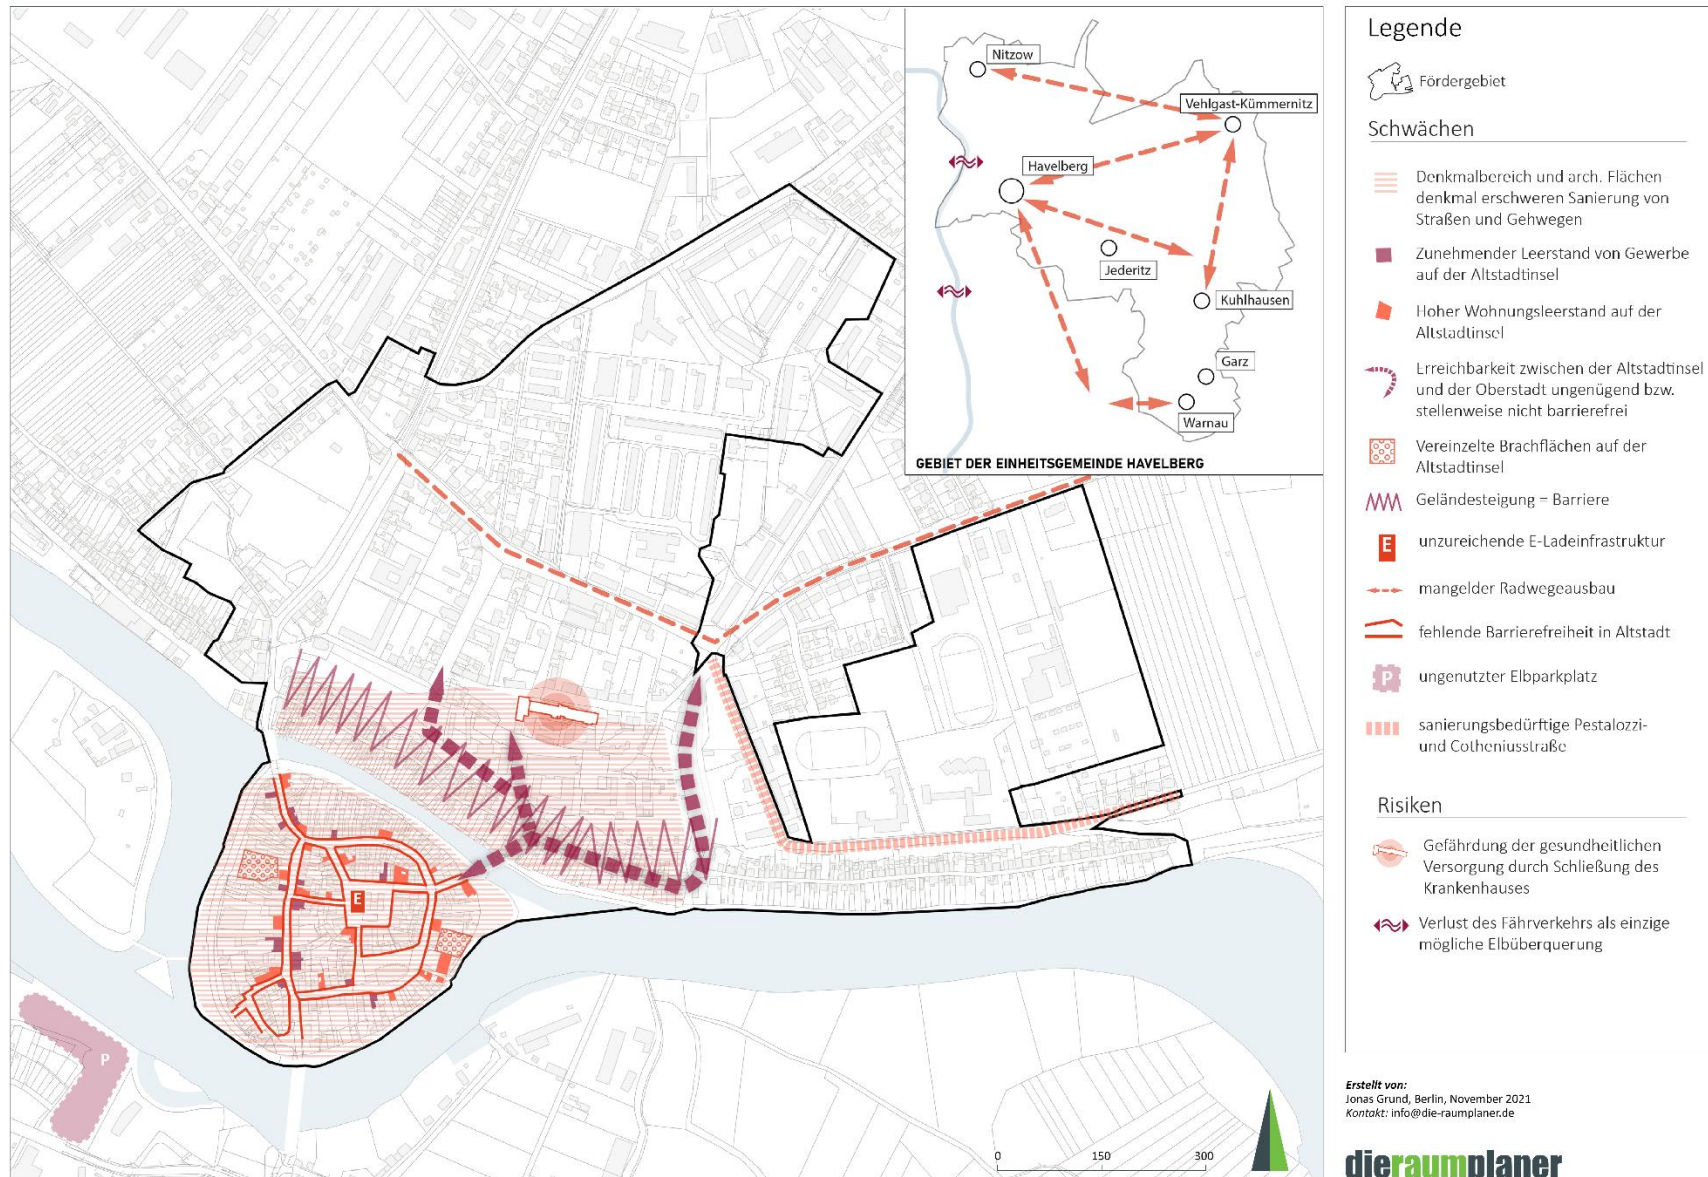 Nitzow
Vehlgast-Kümmernitz
Havelberg
Jederitz
Kuhlhausen
Garz
Warnau
GEBIET DER EINHEITSGEMEINDE HAVELBERG
E
P
0 150 300
Legende
Fördergebiet
Schwächen
Denkmalbereich und arch. Flächen
denkmal erschweren Sanierung von
Straßen und Gehwegen
Zunehmender Leerstand von Gewerbe
auf der Altstadtinsel
Hoher Wohnungsleerstand auf der
Altstadtinsel
Erreichbarkeit zwischen der Altstadtinsel
und der Oberstadt ungenügend bzw.
stellenweise nicht barrierefrei
Vereinzelte Brachflächen auf der
Altstadtinsel
Geländesteigung = Barriere
E unzureichende E-Ladeinfrastruktur
mangelder Radwegeausbau
fehlende Barrierefreiheit in Altstadt
P ungenutzter Elbparkplatz
sanierungsbedürftige Pestalozzi-
und Cotheniusstraße
Risiken
Gefährdung der gesundheitlichen
Versorgung durch Schließung des
Krankenhauses
Verlust des Fährverkehrs als einzige
mögliche Elbüberquerung
Erstellt von:
Jonas Grund, Berlin, November 2021
Kontakt: info@die-raumplaner.de
dieraumplaner